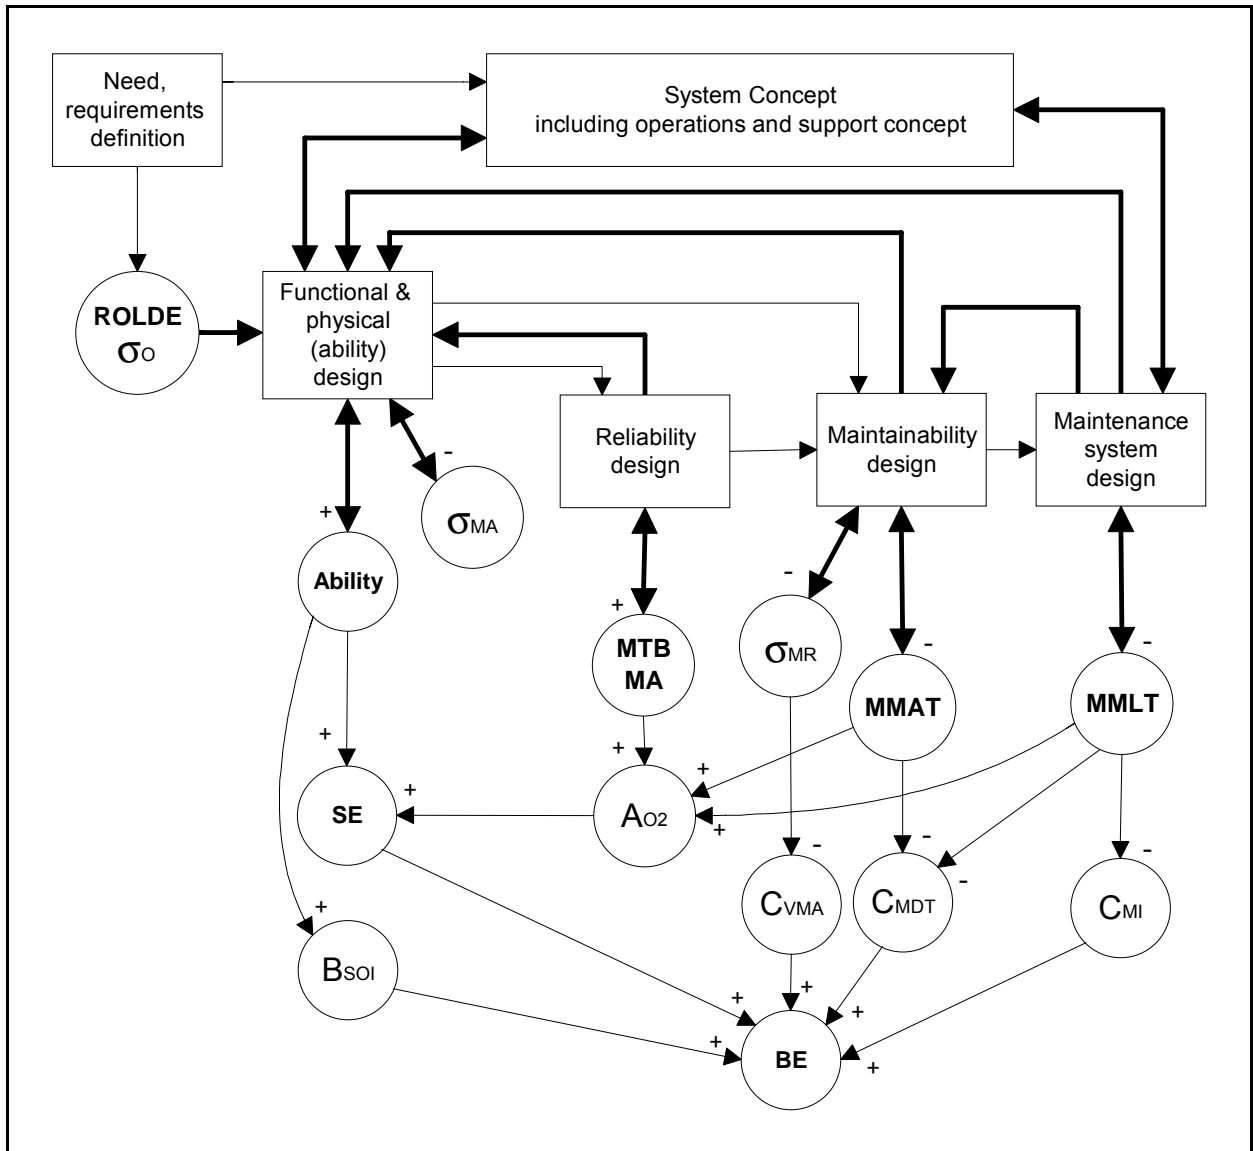 Need,
requirements
definition
System Concept
including operations and support concept
ROLDE
σO
Functional &
physical
(ability)
design
Reliability
design
Maintainability
design
Maintenance
system
design
-
σMA
+
Ability
-
+
-
-
MTB
MA
σMR
MMAT
MMLT
+
+
+
+
+
SE
AO2
+
-
-
-
-
CVMA
CMDT
CMI
+
BSOI
+
+
+
+
+
BE